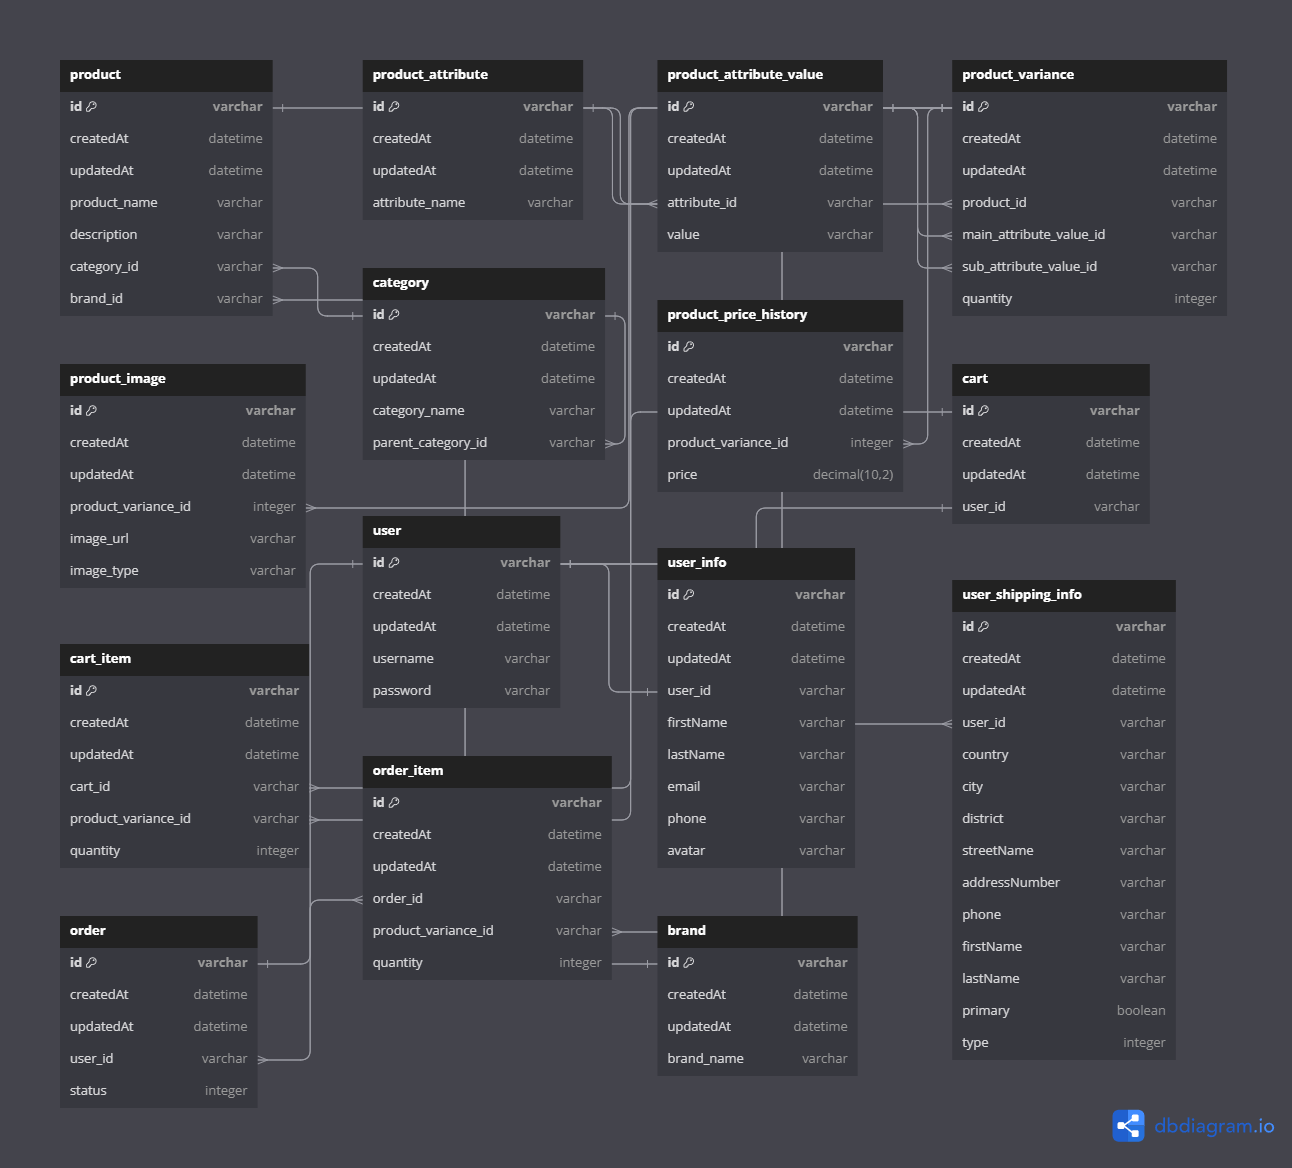 product
id varchar
createdAt datetime
updatedAt datetime
product_name varchar
description varchar
category_id varchar
brand_id varchar
product_attribute
id varchar
createdAt datetime
updatedAt datetime
attribute_name varchar
product_attribute_value
id varchar
createdAt datetime
updatedAt datetime
attribute_id varchar
value varchar
product_variance
id varchar
createdAt datetime
updatedAt datetime
product_id varchar
main_attribute_value_id varchar
sub_attribute_value_id varchar
quantity integer
category
id varchar
createdAt datetime
updatedAt datetime
category_name varchar
parent_category_id varchar
product_price_history
id varchar
createdAt datetime
updatedAt datetime
product_variance_id integer
price decimal(10,2)
product_image
id varchar
createdAt datetime
updatedAt datetime
product_variance_id integer
image_url varchar
image_type varchar
cart
id varchar
createdAt datetime
updatedAt datetime
user_id varchar
user
id varchar
createdAt datetime
updatedAt datetime
username varchar
password varchar
user_info
id varchar
createdAt datetime
updatedAt datetime
user_id varchar
firstName varchar
lastName varchar
email varchar
phone varchar
avatar varchar
user_shipping_info
id varchar
createdAt datetime
updatedAt datetime
user_id varchar
country varchar
city varchar
district varchar
streetName varchar
addressNumber varchar
phone varchar
firstName varchar
lastName varchar
primary boolean
type integer
cart_item
id varchar
createdAt datetime
updatedAt datetime
cart_id varchar
product_variance_id varchar
quantity integer
order_item
id varchar
createdAt datetime
updatedAt datetime
order_id varchar
product_variance_id varchar
quantity integer
order
id varchar
createdAt datetime
updatedAt datetime
user_id varchar
status integer
brand
id varchar
createdAt datetime
updatedAt datetime
brand_name varchar
dbdiagram.io